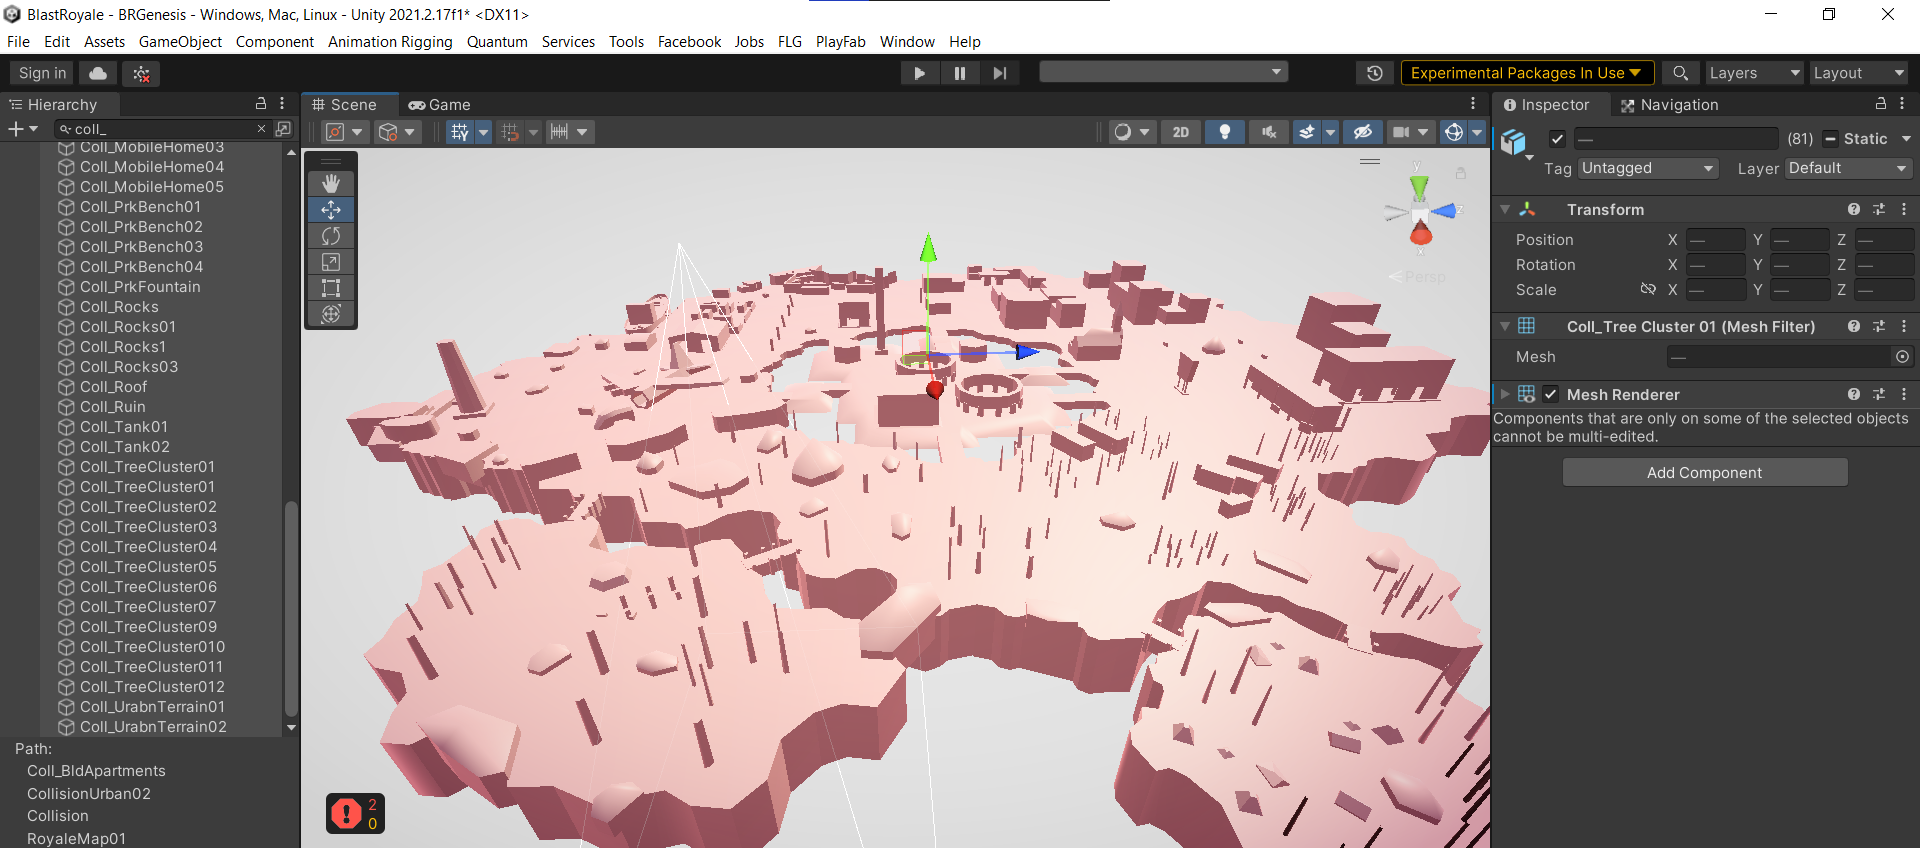 BlastRoyale - BRGenesis - Windows, Mac, Linux - Unity 2021.2.17f1* <DX11>
File Edit Assets GameObject Component Animation Rigging Quantum Services Tools Facebook Jobs FLG PlayFab Window Help
Sign in Experimental Packages In Use Layers Layout
Hierarchy
coll_
Coll_MobileHome03
Coll_MobileHome04
Coll_MobileHome05
Coll_PrkBench01
Coll_PrkBench02
Coll_PrkBench03
Coll_PrkBench04
Coll_PrkFountain
Coll_Rocks
Coll_Rocks01
Coll_Rocks1
Coll_Rocks03
Coll_Roof
Coll_Ruin
Coll_Tank01
Coll_Tank02
Coll_TreeCluster01
Coll_TreeCluster01
Coll_TreeCluster02
Coll_TreeCluster03
Coll_TreeCluster04
Coll_TreeCluster05
Coll_TreeCluster06
Coll_TreeCluster07
Coll_TreeCluster09
Coll_TreeCluster010
Coll_TreeCluster011
Coll_TreeCluster012
Coll_UrabnTerrain01
Coll_UrabnTerrain02
Path:
Coll_BldApartments
CollisionUrban02
Collision
RoyaleMap01
Scene Game
2D
y
z
x
Persp
2
0
Inspector Navigation
— (81) Static
Tag Untagged Layer Default
Transform
Position X — Y — Z —
Rotation X — Y — Z —
Scale X — Y — Z —
Coll_Tree Cluster 01 (Mesh Filter)
Mesh —
Mesh Renderer
Components that are only on some of the selected objects
cannot be multi-edited.
Add Component